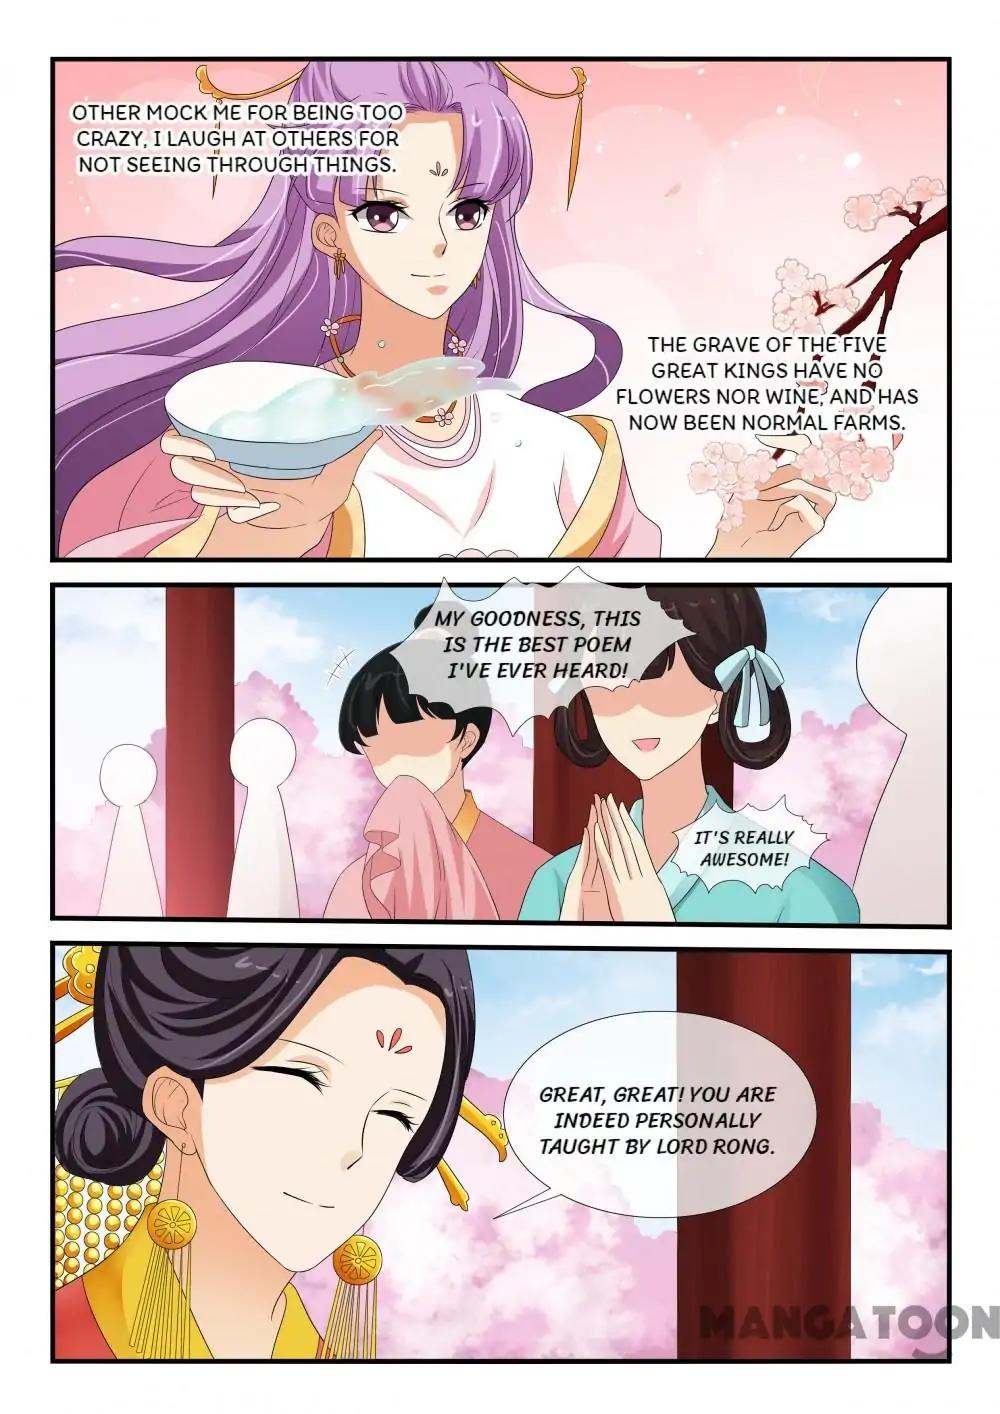 OTHER MOCK ME FOR BEING TOO
CRAZY, I LAUGH AT OTHERS FOR
NOT SEEING THROUGH THINGS.
THE GRAVE OF THE FIVE
GREAT KINGS HAVE NO
FLOWERS NOR WINE, AND HAS
NOW BEEN NORMAL FARMS.
MY GOODNESS, THIS
IS THE BEST POEM
I'VE EVER HEARD!
IT'S REALLY
AWESOME!
GREAT, GREAT! YOU ARE
INDEED PERSONALLY
TAUGHT BY LORD RONG.
MANGATOON